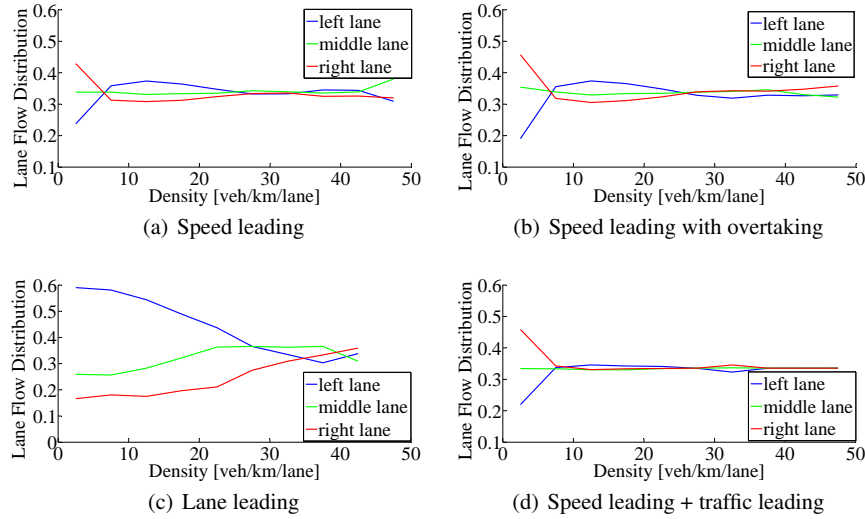 0.6
0.5
0.4
0.3
0.2
0.1
Lane Flow Distribution
left lane
middle lane
right lane
0 10 20 30 40 50
Density [veh/km/lane]
(a) Speed leading
0.6
0.5
0.4
0.3
0.2
0.1
Lane Flow Distribution
left lane
middle lane
right lane
0 10 20 30 40 50
Density [veh/km/lane]
(b) Speed leading with overtaking
0.6
0.5
0.4
0.3
0.2
0.1
0
Lane Flow Distribution
left lane
middle lane
right lane
0 10 20 30 40 50
Density [veh/km/lane]
(c) Lane leading
0.6
0.5
0.4
0.3
0.2
0.1
Lane Flow Distribution
left lane
middle lane
right lane
0 10 20 30 40 50
Density [veh/km/lane]
(d) Speed leading + traffic leading